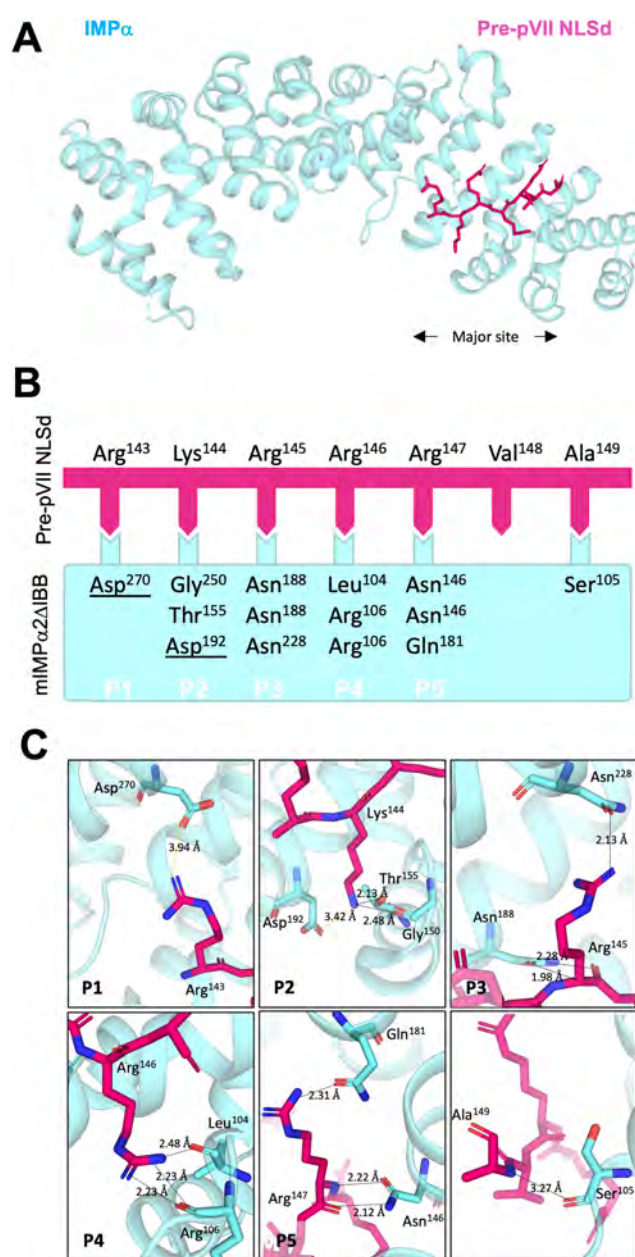 IMPα Pre-pVII NLSd
A
Major site
B
Pre-pVII NLSd
Arg143 Lys144 Arg145 Arg146 Arg147 Val148 Ala149
mIMPα2ΔIBB
Asp270 Gly250 Asn188 Leu104 Asn146 Ser105
Thr155 Asn188 Arg106 Asn146
Asp192 Asn228 Arg106 Gln181
P1 P2 P3 P4 P5
C
Asp270
3.94 Å
Arg143
P1
Lys144
Thr155
2.13 Å
Asp192
3.42 Å
2.48 Å
Gly150
P2
Asn228
2.13 Å
Asn188
2.28 Å
Arg145
1.98 Å
P3
Arg146
Leu104
2.48 Å
2.23 Å
2.23 Å
Arg106
P4
Gln181
2.31 Å
2.22 Å
Arg147
2.12 Å
Asn146
P5
Ala149
3.27 Å
Ser105